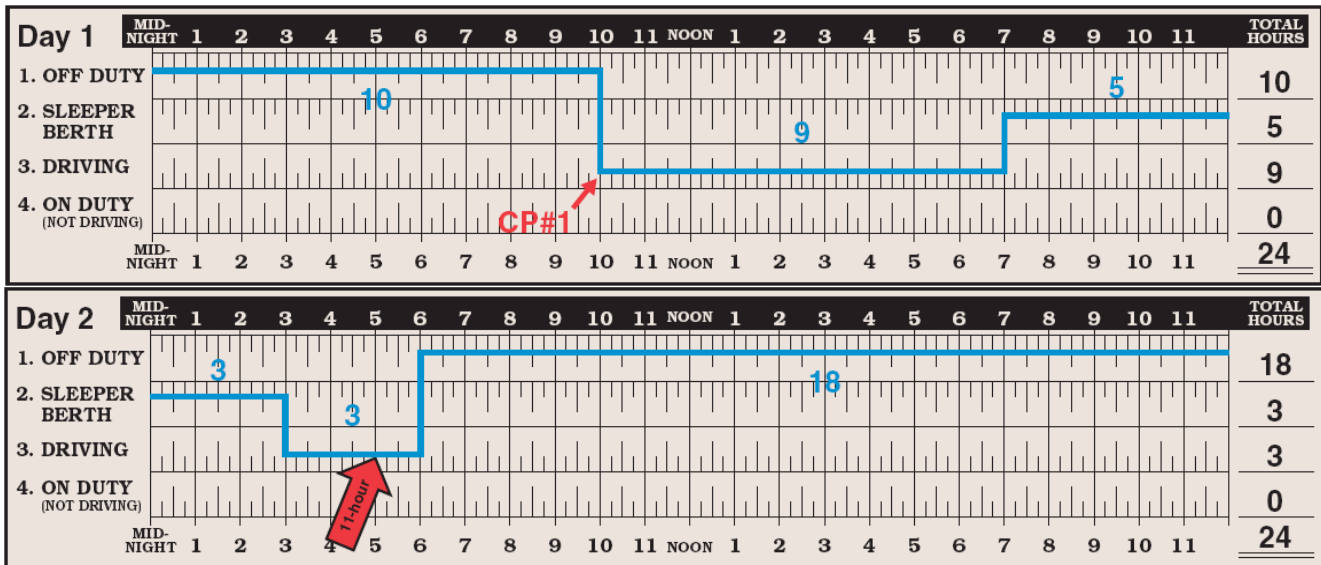 Day 1 MID-NIGHT 1 2 3 4 5 6 7 8 9 10 11 NOON 1 2 3 4 5 6 7 8 9 10 11 TOTAL HOURS
1. OFF DUTY 10
10 5
2. SLEEPER BERTH 5
9
3. DRIVING 9
4. ON DUTY (NOT DRIVING) 0
CP#1
MID-NIGHT 1 2 3 4 5 6 7 8 9 10 11 NOON 1 2 3 4 5 6 7 8 9 10 11 24
Day 2 MID-NIGHT 1 2 3 4 5 6 7 8 9 10 11 NOON 1 2 3 4 5 6 7 8 9 10 11 TOTAL HOURS
1. OFF DUTY 18
3 18
2. SLEEPER BERTH 3
3
3. DRIVING 3
4. ON DUTY (NOT DRIVING) 0
11-hour
MID-NIGHT 1 2 3 4 5 6 7 8 9 10 11 NOON 1 2 3 4 5 6 7 8 9 10 11 24